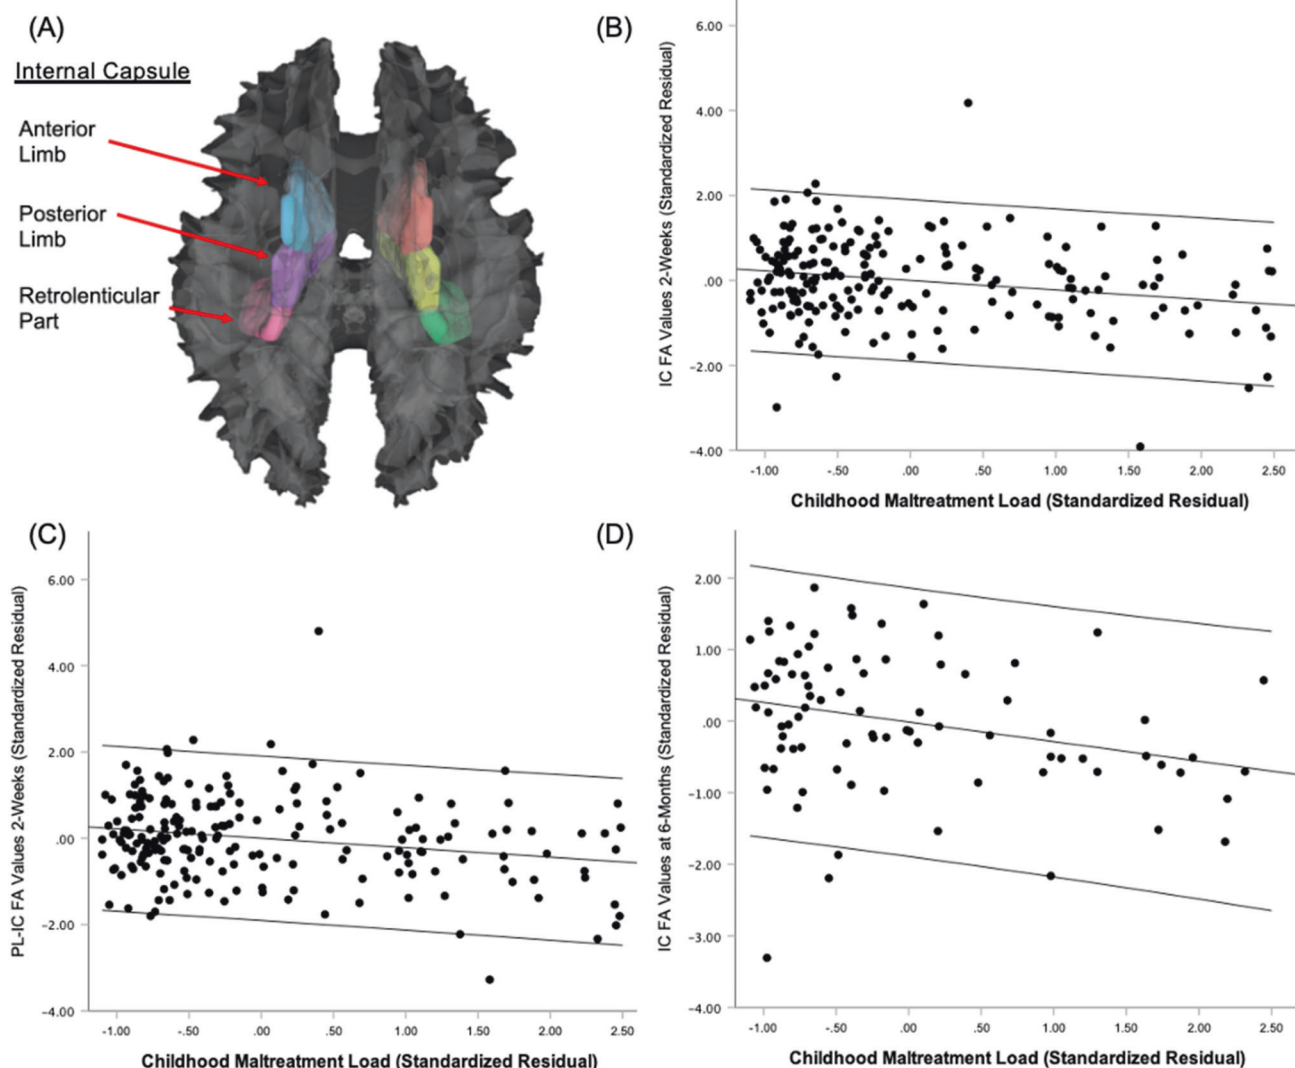 (A)
Internal Capsule
Anterior
Limb
Posterior
Limb
Retrolenticular
Part
(B)
IC FA Values 2-Weeks (Standardized Residual)
6.00
4.00
2.00
.00
-2.00
-4.00
-1.00 -.50 .00 .50 1.00 1.50 2.00 2.50
Childhood Maltreatment Load (Standardized Residual)
(C)
PL-IC FA Values 2-Weeks (Standardized Residual)
6.00
4.00
2.00
.00
-2.00
-4.00
-1.00 -.50 .00 .50 1.00 1.50 2.00 2.50
Childhood Maltreatment Load (Standardized Residual)
(D)
IC FA Values at 6-Months (Standardized Residual)
2.00
1.00
.00
-1.00
-2.00
-3.00
-4.00
-1.00 -.50 .00 .50 1.00 1.50 2.00 2.50
Childhood Maltreatment Load (Standardized Residual)